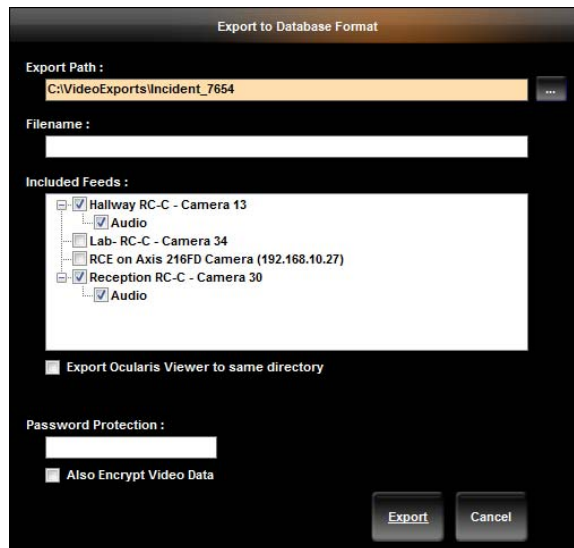 Export to Database Format
Export Path :
C:\VideoExports\Incident_7654
...
Filename :
Included Feeds :
Hallway RC-C - Camera 13
Audio
Lab- RC-C - Camera 34
RCE on Axis 216FD Camera (192.168.10.27)
Reception RC-C - Camera 30
Audio
Export Ocularis Viewer to same directory
Password Protection :
Also Encrypt Video Data
Export Cancel